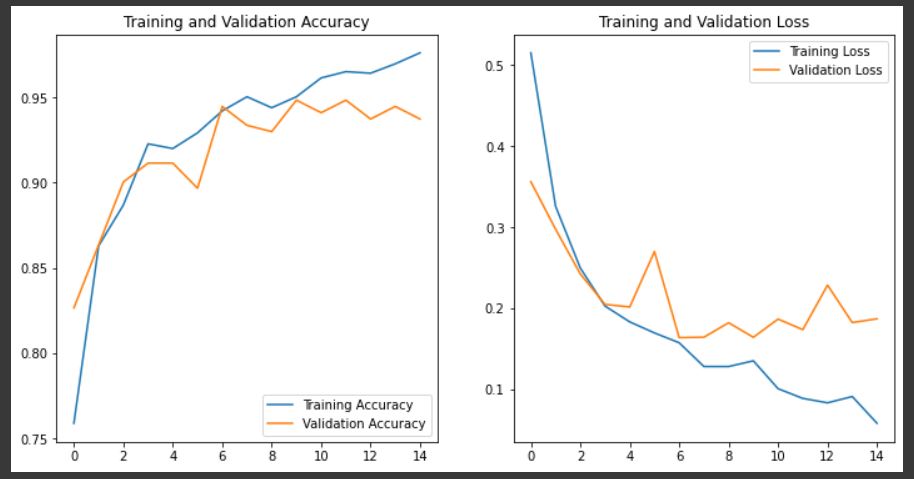 Training and Validation Accuracy
0.95
0.90
0.85
0.80
0.75
0 2 4 6 8 10 12 14
Training Accuracy
Validation Accuracy
Training and Validation Loss
0.5
0.4
0.3
0.2
0.1
0 2 4 6 8 10 12 14
Training Loss
Validation Loss